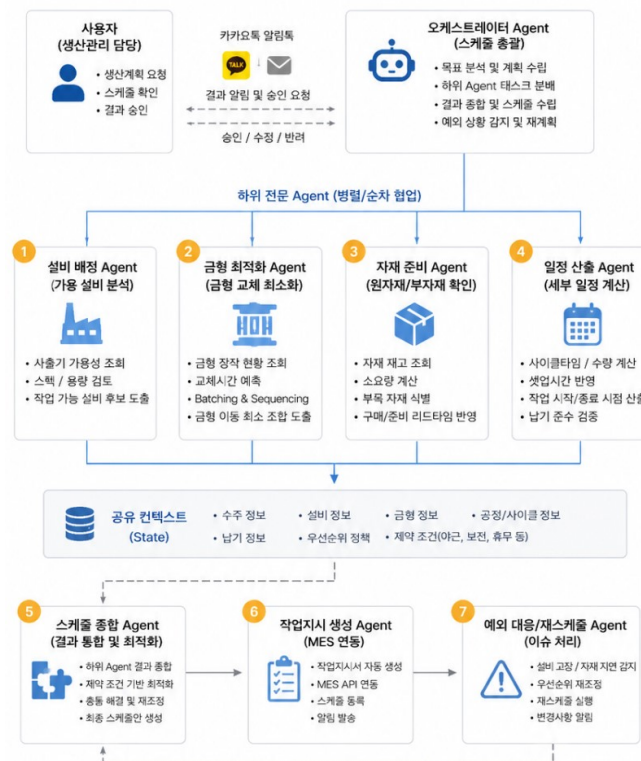 사용자
(생산관리 담당)
• 생산계획 요청
• 스케줄 확인
• 결과 승인
카카오톡 알림톡
TALK
결과 알림 및 승인 요청
승인 / 수정 / 반려
오케스트레이터 Agent
(스케줄 총괄)
• 목표 분석 및 계획 수립
• 하위 Agent 태스크 분배
• 결과 종합 및 스케줄 수립
• 예외 상황 감지 및 재계획
하위 전문 Agent (병렬/순차 협업)
1
설비 배정 Agent
(가용 설비 분석)
• 사출기 가용성 조회
• 스펙 / 용량 검토
• 작업 가능 설비 후보 도출
2
금형 최적화 Agent
(금형 교체 최소화)
• 금형 장작 현황 조회
• 교체시간 예측
• Batching & Sequencing
• 금형 이동 최소 조합 도출
3
자재 준비 Agent
(원자재/부자재 확인)
• 자재 재고 조회
• 소요량 계산
• 부목 자재 식별
• 구매/준비 리드타임 반영
4
일정 산출 Agent
(세부 일정 계산)
• 사이클타임 / 수량 계산
• 셋업시간 반영
• 작업 시작/종료 시점 산출
• 납기 준수 검증
공유 컨텍스트
(State)
• 수주 정보
• 설비 정보
• 금형 정보
• 공정/사이클 정보
• 납기 정보
• 우선순위 정책
• 제약 조건(야근, 보전, 휴무 등)
5
스케줄 종합 Agent
(결과 통합 및 최적화)
• 하위 Agent 결과 종합
• 제약 조건 기반 최적화
• 충돌 해결 및 재조정
• 최종 스케줄안 생성
6
작업지시 생성 Agent
(MES 연동)
• 작업지시서 자동 생성
• MES API 연동
• 스케줄 등록
• 알림 발송
7
예외 대응/재스케줄 Agent
(이슈 처리)
• 설비 고장 / 자재 지연 감지
• 우선순위 재조정
• 재스케줄 실행
• 변경사항 알림